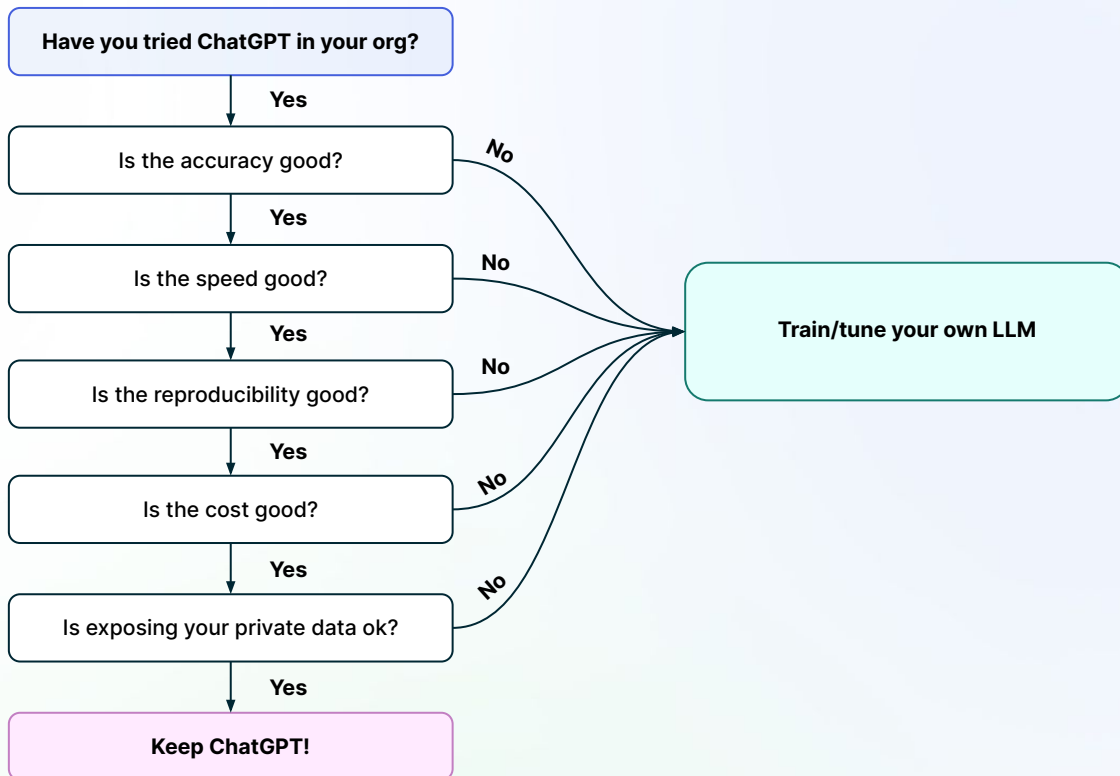 Have you tried ChatGPT in your org?
Yes
Is the accuracy good?
No
Yes
Is the speed good?
No
Yes
Is the reproducibility good?
No
Yes
Is the cost good?
No
Yes
Is exposing your private data ok?
No
Yes
Keep ChatGPT!
Train/tune your own LLM